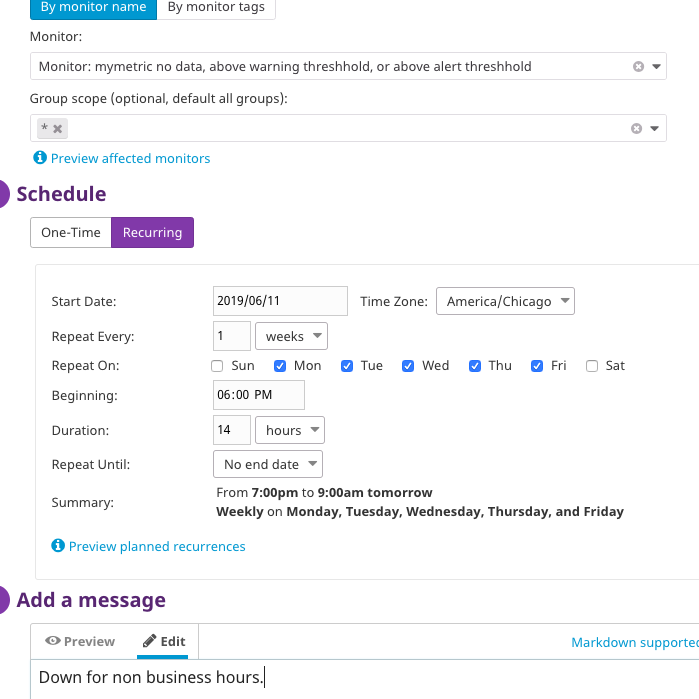 By monitor name By monitor tags
Monitor:
Monitor: mymetric no data, above warning threshhold, or above alert threshhold
Group scope (optional, default all groups):
*
Preview affected monitors
Schedule
One-Time Recurring
Start Date: 2019/06/11 Time Zone: America/Chicago
Repeat Every: 1 weeks
Repeat On: Sun Mon Tue Wed Thu Fri Sat
Beginning: 06:00 PM
Duration: 14 hours
Repeat Until: No end date
Summary: From 7:00pm to 9:00am tomorrow
Weekly on Monday, Tuesday, Wednesday, Thursday, and Friday
Preview planned recurrences
Add a message
Preview Edit Markdown supported
Down for non business hours.